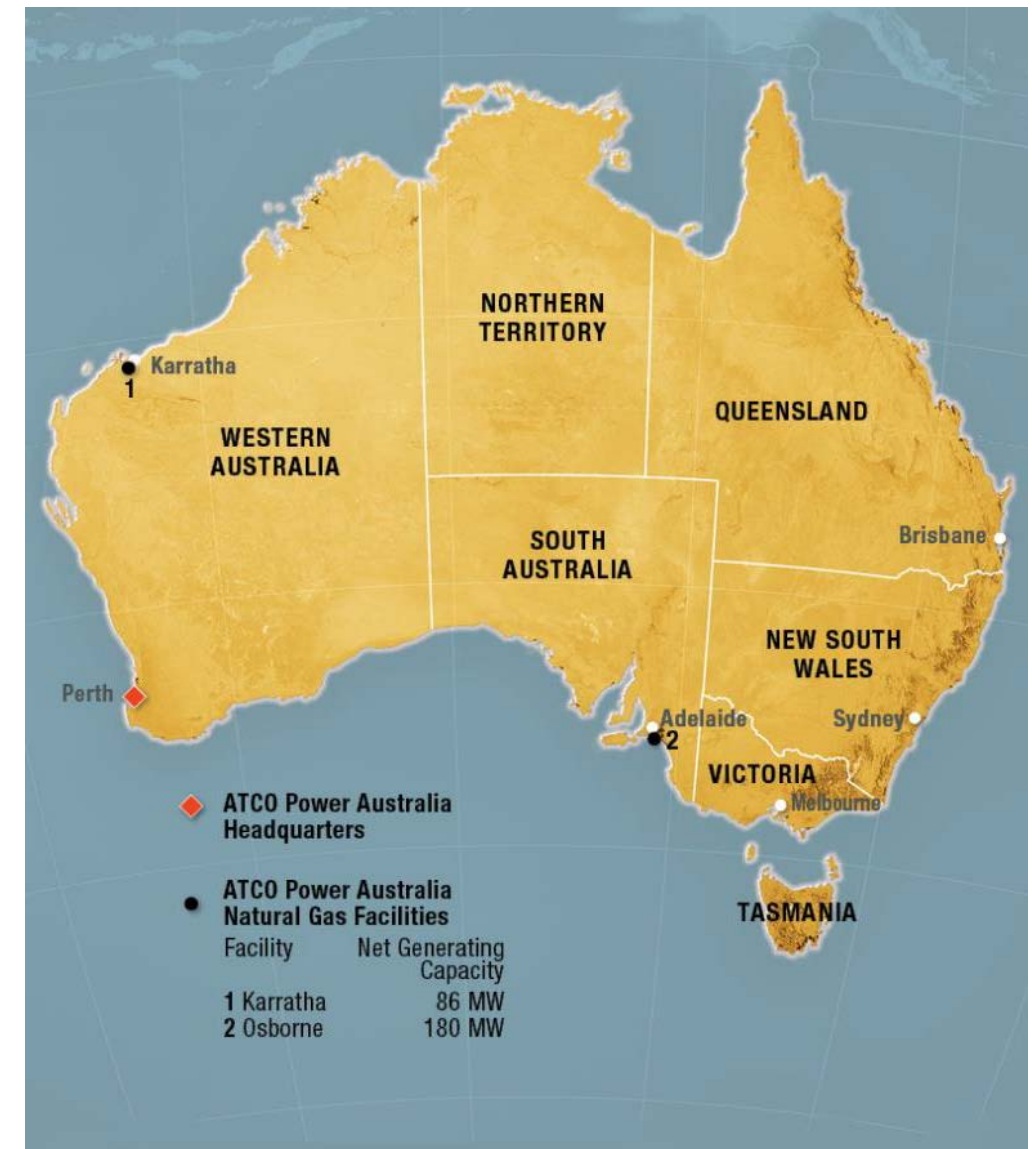 NORTHERN
TERRITORY
Karratha
1
QUEENSLAND
WESTERN
AUSTRALIA
Brisbane
SOUTH
AUSTRALIA
NEW SOUTH
WALES
Perth
Adelaide
2
Sydney
VICTORIA
Melbourne
ATCO Power Australia
Headquarters
ATCO Power Australia
Natural Gas Facilities
Facility Net Generating
Capacity
1 Karratha 86 MW
2 Osborne 180 MW
TASMANIA